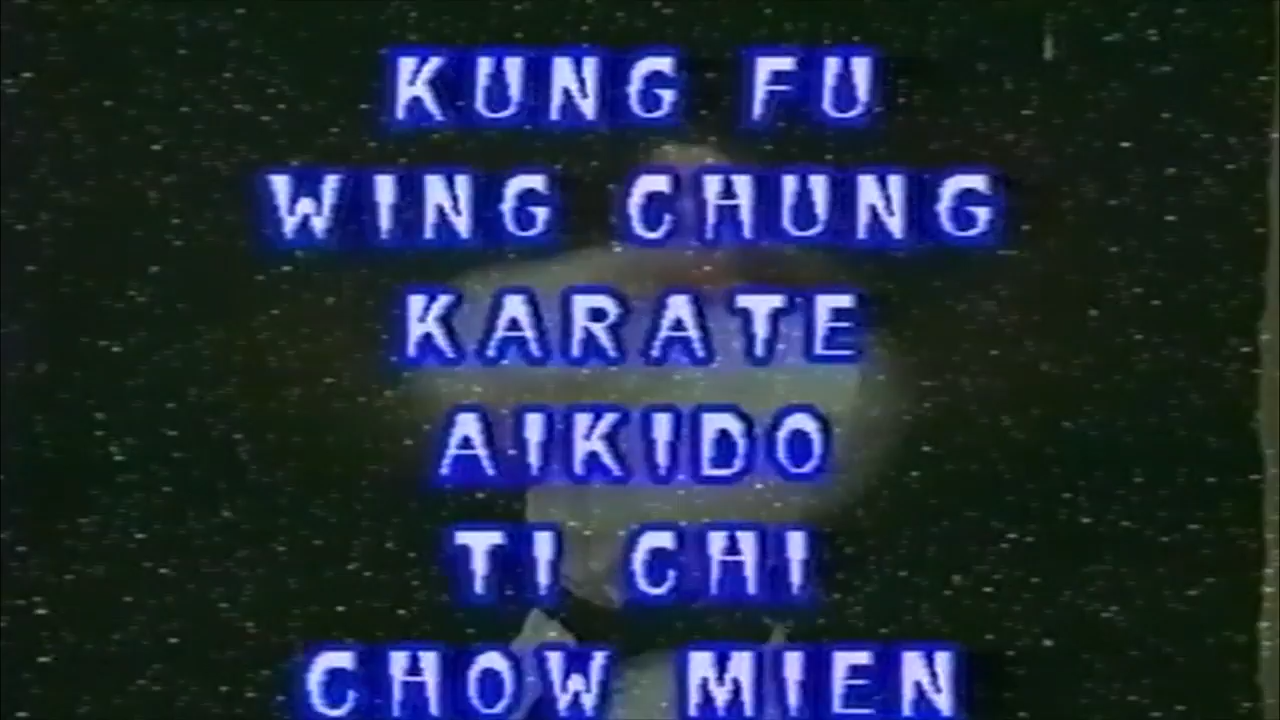 KUNG FU
WING CHUNG
KARATE
AIKIDO
TI CHI
CHOW MIEN